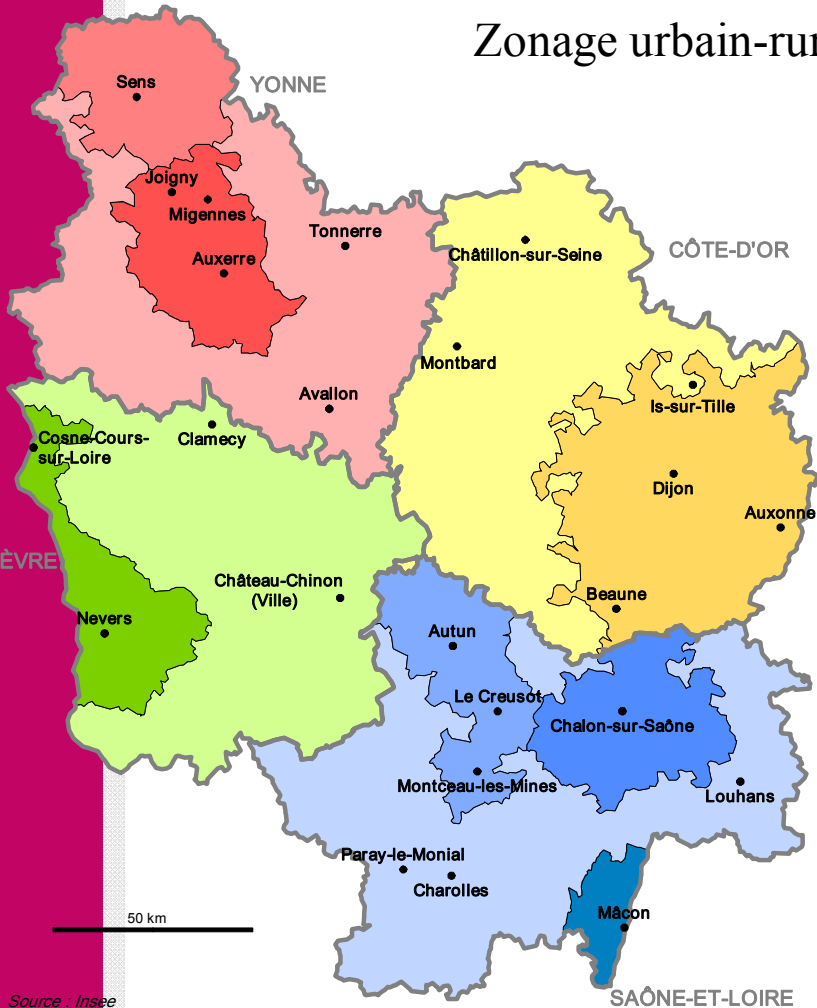 Zonage urbain-rur
Sens
YONNE
Joigny
Migennes
Tonnerre
Auxerre
Châtillon-sur-Seine
CÔTE-D'OR
Montbard
Avallon
Is-sur-Tille
Cosne-Cours-
sur-Loire
Clamecy
Dijon
Auxonne
ÈVRE
Château-Chinon
(Ville)
Beaune
Nevers
Autun
Le Creusot
Chalon-sur-Saône
Montceau-les-Mines
Louhans
Paray-le-Monial
Charolles
50 km
Mâcon
Source : Insee
SAÔNE-ET-LOIRE